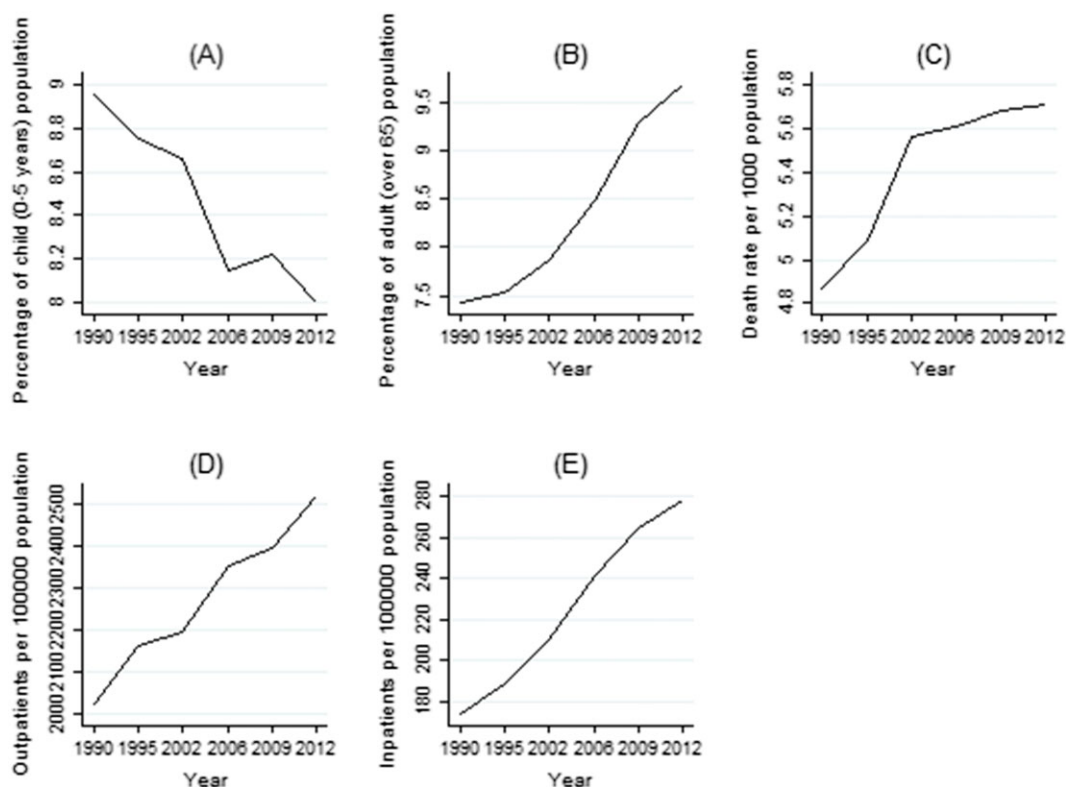 (A)
Percentage of child (0-5 years) population
9
8.8
8.6
8.4
8.2
8
1990 1995 2002 2006 2009 2012
Year
(B)
Percentage of adult (over 65) population
9.5
9
8.5
8
7.5
1990 1995 2002 2006 2009 2012
Year
(C)
Death rate per 1000 population
5.8
5.6
5.4
5.2
5
4.8
1990 1995 2002 2006 2009 2012
Year
(D)
Outpatients per 100000 population
2500
2400
2300
2200
2100
2000
1990 1995 2002 2006 2009 2012
Year
(E)
Inpatients per 100000 population
280
260
240
220
200
180
1990 1995 2002 2006 2009 2012
Year